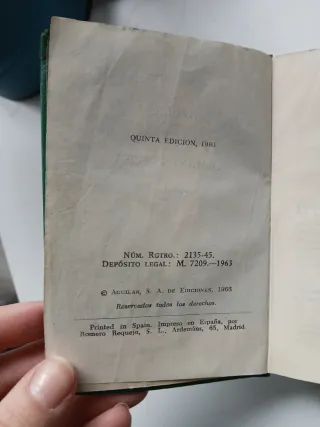 QUINTA EDICION, 1963
NÚM. RGTRO.: 2135-45.
DEPÓSITO LEGAL: M. 7209.—1963
© AGUILAR, S. A. DE EDICIONES, 1963
Reservados todos los derechos.
Printed in Spain. Impreso en España, por
Romero Requejo, S. L., Ardemáns, 65, Madrid.